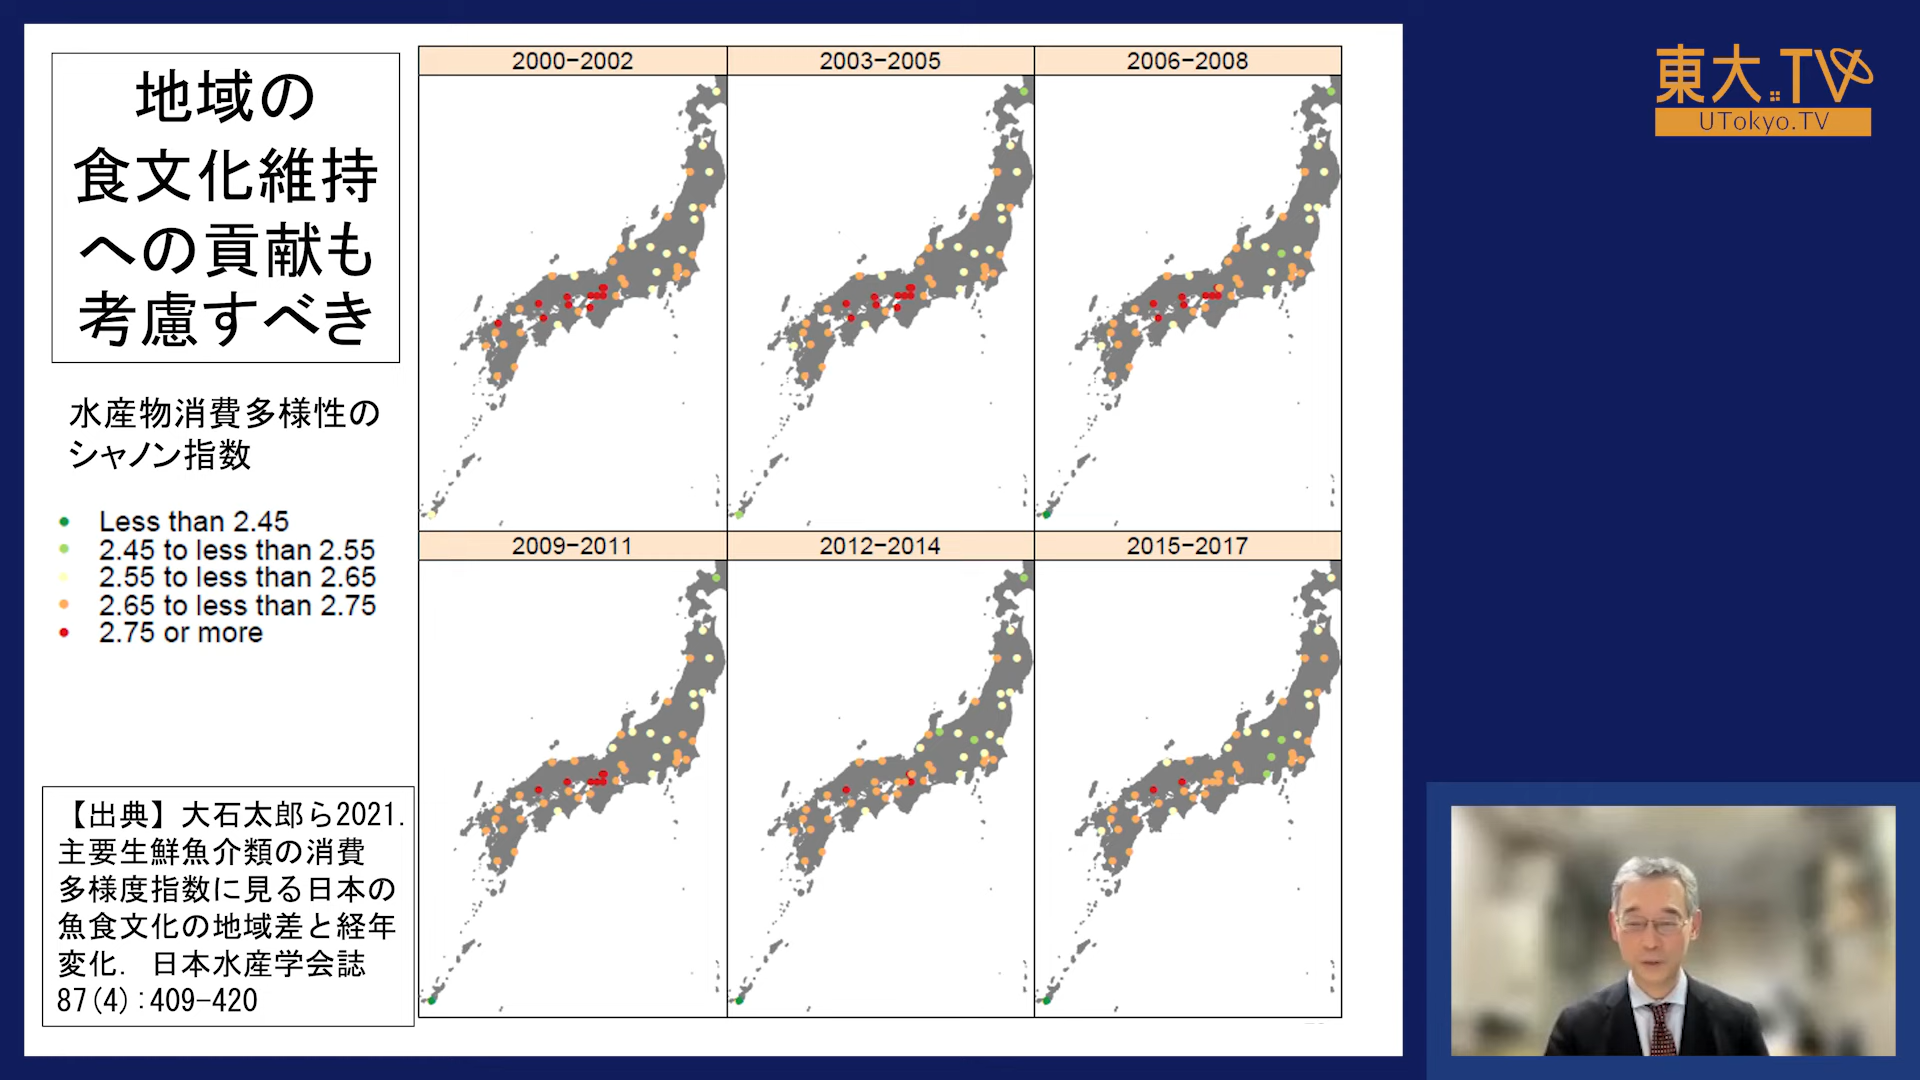 地域の
食文化維持
への貢献も
考慮すべき
水産物消費多様性の
シャノン指数
Less than 2.45
2.45 to less than 2.55
2.55 to less than 2.65
2.65 to less than 2.75
2.75 or more
【出典】大石太郎ら2021.
主要生鮮魚介類の消費
多様度指数に見る日本の
魚食文化の地域差と経年
変化. 日本水産学会誌
87(4):409-420
2000-2002
2003-2005
2006-2008
2009-2011
2012-2014
2015-2017
東大TV
UTokyo.TV